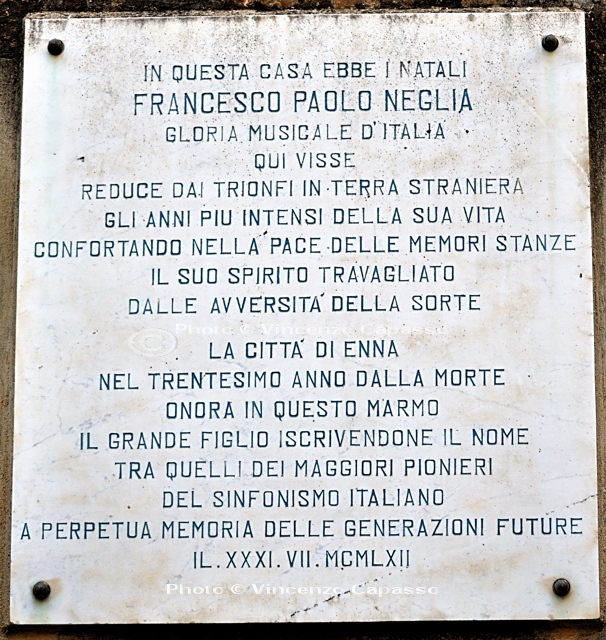 IN QUESTA CASA EBBE I NATALI
FRANCESCO PAOLO NEGLIA
GLORIA MUSICALE D'ITALIA
QUI VISSE
REDUCE DAI TRIONFI IN TERRA STRANIERA
GLI ANNI PIU INTENSI DELLA SUA VITA
CONFORTANDO NELLA PACE DELLE MEMORI STANZE
IL SUO SPIRITO TRAVAGLIATO
DALLE AVVERSITA' DELLA SORTE
Photo © Vincenzo Capasso
LA CITTA' DI ENNA
NEL TRENTESIMO ANNO DALLA MORTE
ONORA IN QUESTO MARMO
IL GRANDE FIGLIO ISCRIVENDONE IL NOME
TRA QUELLI DEI MAGGIORI PIONIERI
DEL SINFONISMO ITALIANO
A PERPETUA MEMORIA DELLE GENERAZIONI FUTURE
IL. XXXI. VII. MCMLXII
Photo © Vincenzo Capasso